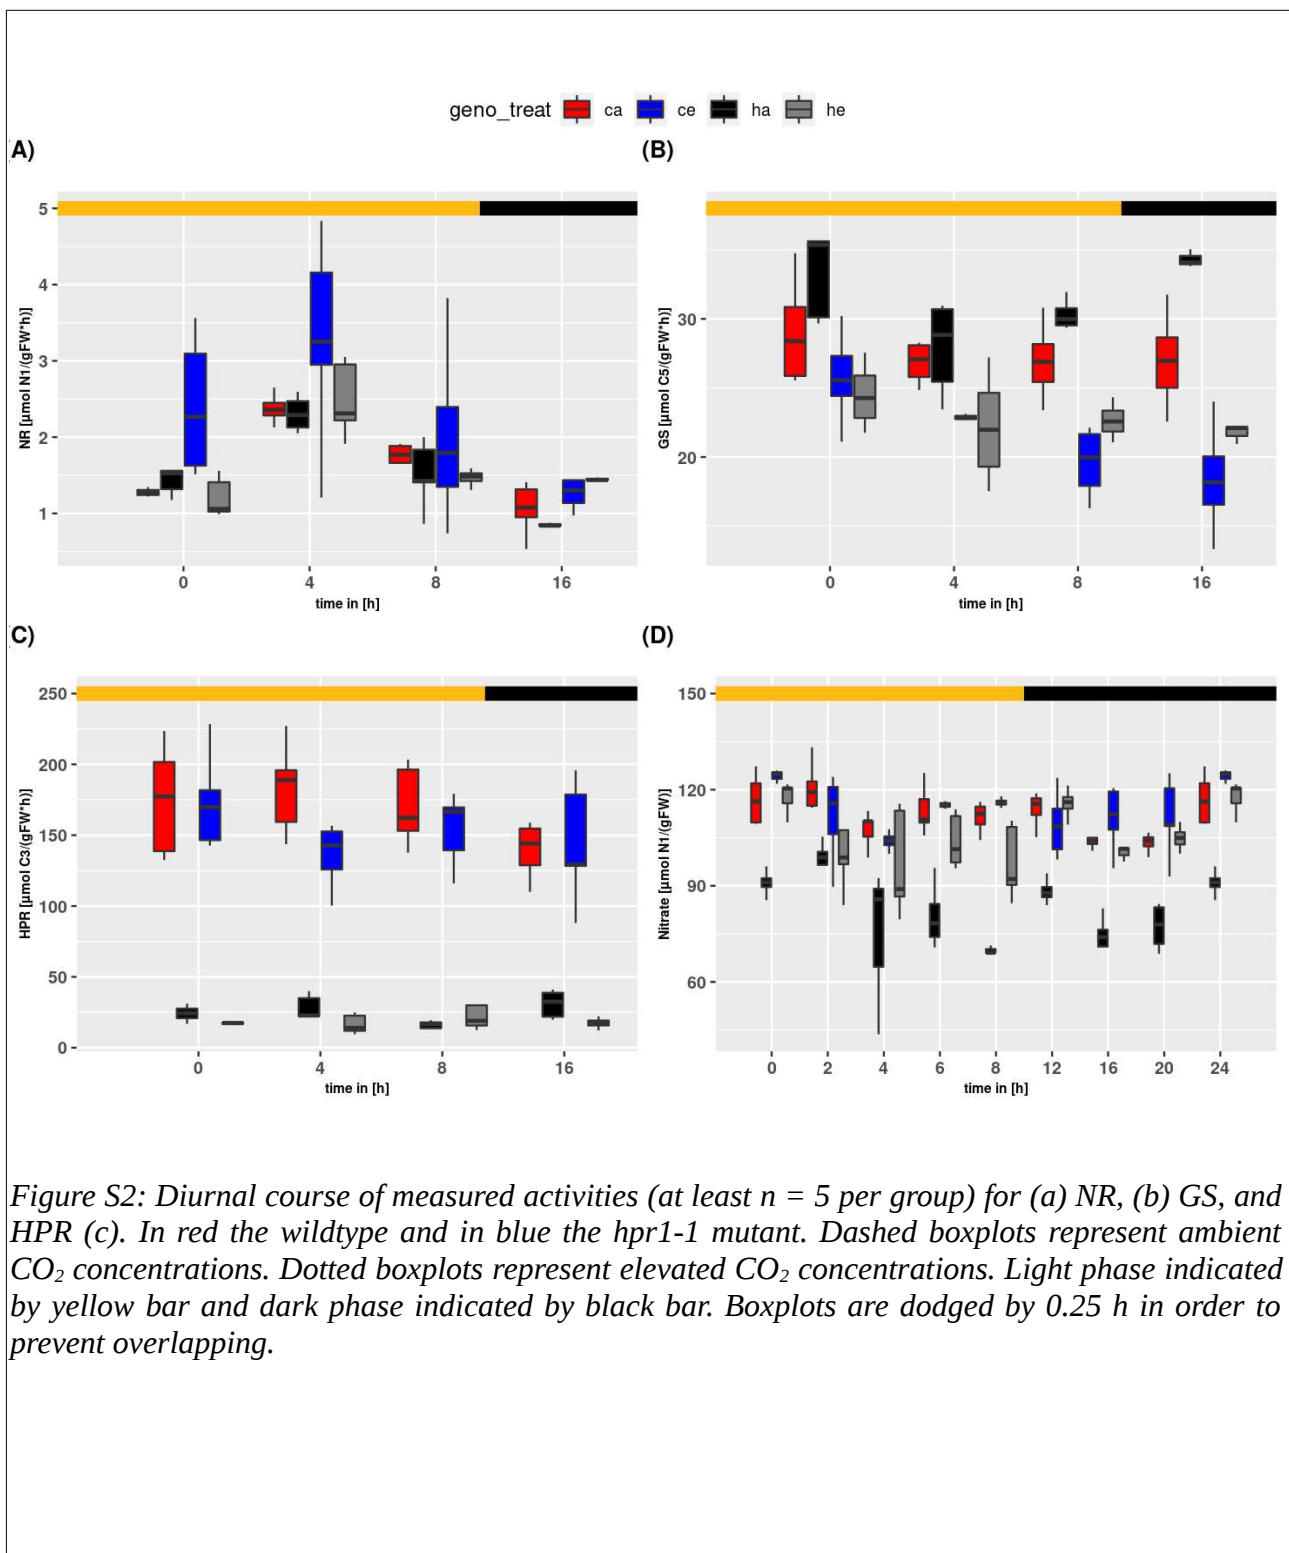 geno_treat ca ce ha he
A) (B)
5
4
3
2
1
NR [µmol N1/(gFW*h)]
0 4 8 16
time in [h]
30
20
GS [µmol C5/(gFW*h)]
0 4 8 16
time in [h]
C) (D)
250
200
150
100
50
0
HPR [µmol C3/(gFW*h)]
0 4 8 16
time in [h]
150
120
90
60
Nitrate [µmol N1/(gFW)]
0 2 4 6 8 12 16 20 24
time in [h]
Figure S2: Diurnal course of measured activities (at least n = 5 per group) for (a) NR, (b) GS, and
HPR (c). In red the wildtype and in blue the hpr1-1 mutant. Dashed boxplots represent ambient
CO₂ concentrations. Dotted boxplots represent elevated CO₂ concentrations. Light phase indicated
by yellow bar and dark phase indicated by black bar. Boxplots are dodged by 0.25 h in order to
prevent overlapping.